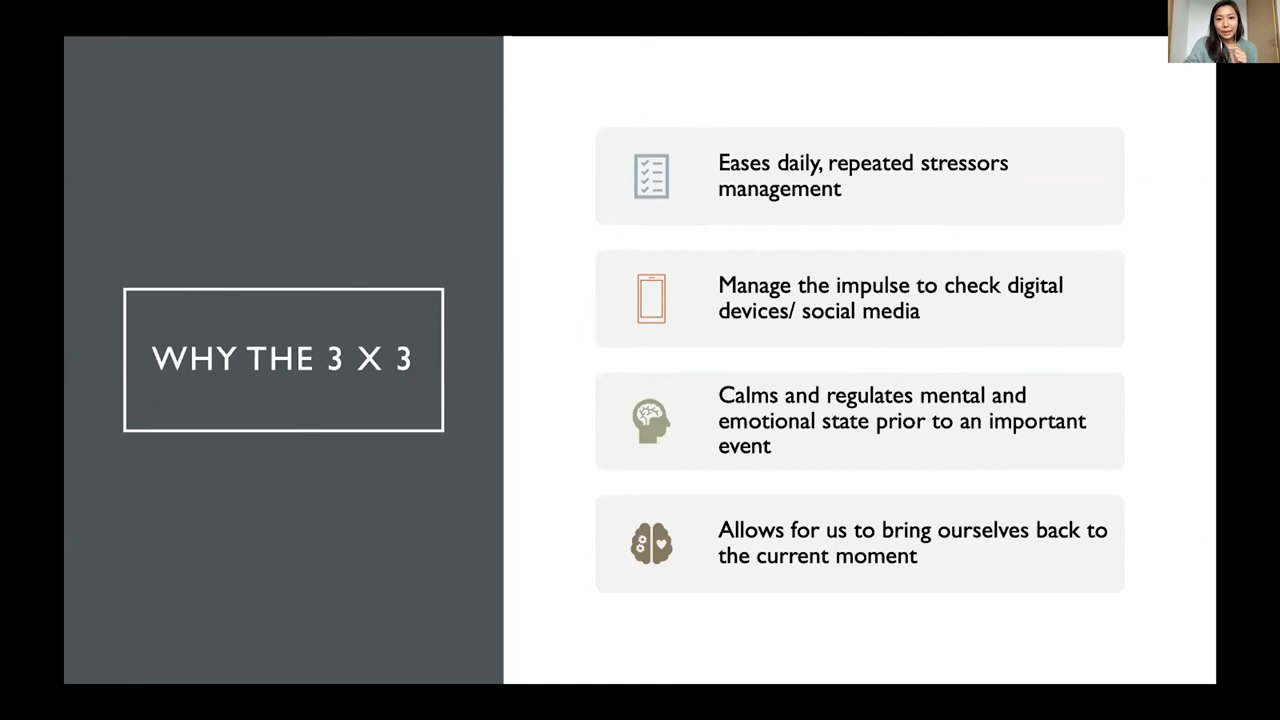 WHY THE 3 X 3
Eases daily, repeated stressors
management
Manage the impulse to check digital
devices/ social media
Calms and regulates mental and
emotional state prior to an important
event
Allows for us to bring ourselves back to
the current moment